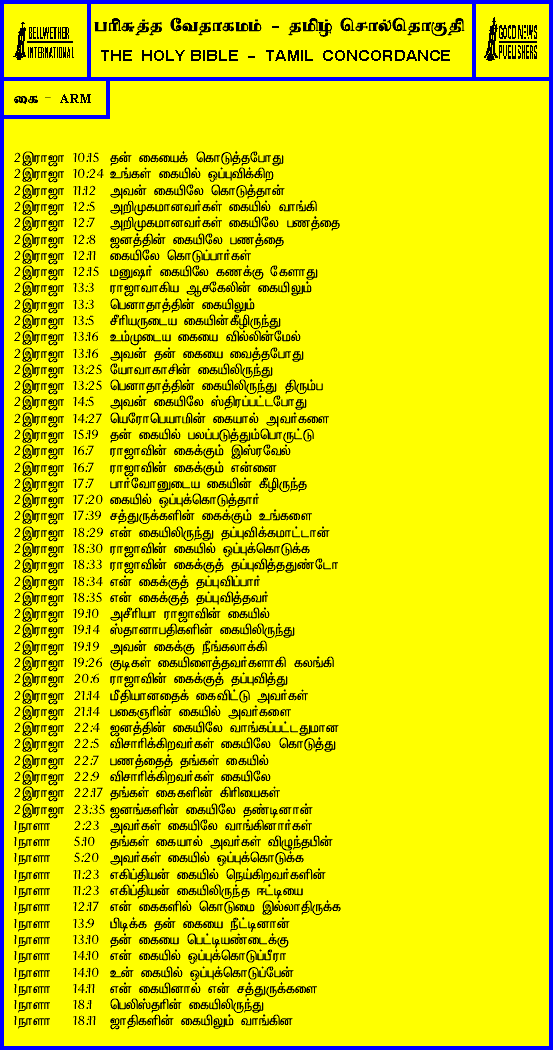 BELLWETHER
INTERNATIONAL
பரிசுத்த வேதாகமம் - தமிழ் சொல்தொகுதி
THE HOLY BIBLE - TAMIL CONCORDANCE
GOOD NEWS
PUBLISHERS
கை - ARM
2இராஜா 10:15 தன் கையைக் கொடுத்தபோது
2இராஜா 10:24 உங்கள் கையில் ஒப்புவிக்கிற
2இராஜா 11:12 அவன் கையிலே கொடுத்தான்
2இராஜா 12:5 அறிமுகமானவர்கள் கையில் வாங்கி
2இராஜா 12:7 அறிமுகமானவர்கள் கையிலே பணத்தை
2இராஜா 12:8 ஜனத்தின் கையிலே பணத்தை
2இராஜா 12:11 கையிலே கொடுப்பார்கள்
2இராஜா 12:15 மனுஷர் கையிலே கணக்கு கேளாது
2இராஜா 13:3 ராஜாவாகிய ஆசகேலின் கையிலும்
2இராஜா 13:3 பெனாதாத்தின் கையிலும்
2இராஜா 13:5 சீரியருடைய கையின்கீழிருந்து
2இராஜா 13:16 உம்முடைய கையை வில்லின்மேல்
2இராஜா 13:16 அவன் தன் கையை வைத்தபோது
2இராஜா 13:25 யோவாகாசின் கையிலிருந்து
2இராஜா 13:25 பெனாதாத்தின் கையிலிருந்து திரும்ப
2இராஜா 14:5 அவன் கையிலே ஸ்திரப்பட்டபோது
2இராஜா 14:27 யெரோபெயாமின் கையால் அவர்களை
2இராஜா 15:19 தன் கையில் பலப்படுத்தும்பொருட்டு
2இராஜா 16:7 ராஜாவின் கைக்கும் இஸ்ரவேல்
2இராஜா 16:7 ராஜாவின் கைக்கும் என்னை
2இராஜா 17:7 பார்வோனுடைய கையின் கீழிருந்த
2இராஜா 17:20 கையில் ஒப்புக்கொடுத்தார்
2இராஜா 17:39 சத்துருக்களின் கைக்கும் உங்களை
2இராஜா 18:29 என் கையிலிருந்து தப்புவிக்கமாட்டான்
2இராஜா 18:30 ராஜாவின் கையில் ஒப்புக்கொடுக்க
2இராஜா 18:33 ராஜாவின் கைக்குத் தப்புவித்ததுண்டோ
2இராஜா 18:34 என் கைக்குத் தப்புவிப்பார்
2இராஜா 18:35 என் கைக்குத் தப்புவித்தவர்
2இராஜா 19:10 அசீரியா ராஜாவின் கையில்
2இராஜா 19:14 ஸ்தானாபதிகளின் கையிலிருந்து
2இராஜா 19:19 அவன் கைக்கு நீங்கலாக்கி
2இராஜா 19:26 குடிகள் கையிளைத்தவர்களாகி கலங்கி
2இராஜா 20:6 ராஜாவின் கைக்குத் தப்புவித்து
2இராஜா 21:14 மீதியானதைக் கைவிட்டு அவர்கள்
2இராஜா 21:14 பகைஞரின் கையில் அவர்களை
2இராஜா 22:4 ஜனத்தின் கையிலே வாங்கப்பட்டதுமான
2இராஜா 22:5 விசாரிக்கிறவர்கள் கையிலே கொடுத்து
2இராஜா 22:7 பணத்தைத் தங்கள் கையில்
2இராஜா 22:9 விசாரிக்கிறவர்கள் கையிலே
2இராஜா 22:17 தங்கள் கைகளின் கிரியைகள்
2இராஜா 23:35 ஜனங்களின் கையிலே தண்டினான்
1நாளா 2:23 அவர்கள் கையிலே வாங்கினார்கள்
1நாளா 5:10 தங்கள் கையால் அவர்கள் விழுந்தபின்
1நாளா 5:20 அவர்கள் கையில் ஒப்புக்கொடுக்க
1நாளா 11:23 எகிப்தியன் கையில் நெய்கிறவர்களின்
1நாளா 11:23 எகிப்தியன் கையிலிருந்த ஈட்டியை
1நாளா 12:17 என் கைகளில் கொடுமை இல்லாதிருக்க
1நாளா 13:9 பிடிக்க தன் கையை நீட்டினான்
1நாளா 13:10 தன் கையை பெட்டியண்டைக்கு
1நாளா 14:10 என் கையில் ஒப்புக்கொடுப்பீரா
1நாளா 14:10 உன் கையில் ஒப்புக்கொடுப்பேன்
1நாளா 14:11 என் கையினால் என் சத்துருக்களை
1நாளா 18:1 பெலிஸ்தரின் கையிலிருந்து
1நாளா 18:11 ஜாதிகளின் கையிலும் வாங்கின